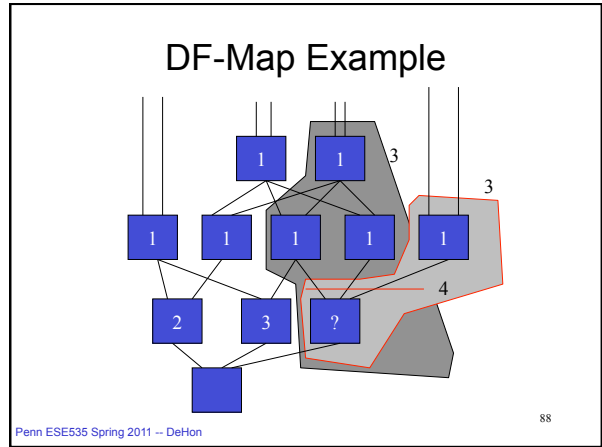 DF-Map Example
1 1 3
3
1 1 1 1 1
4
2 3 ?
88
Penn ESE535 Spring 2011 -- DeHon